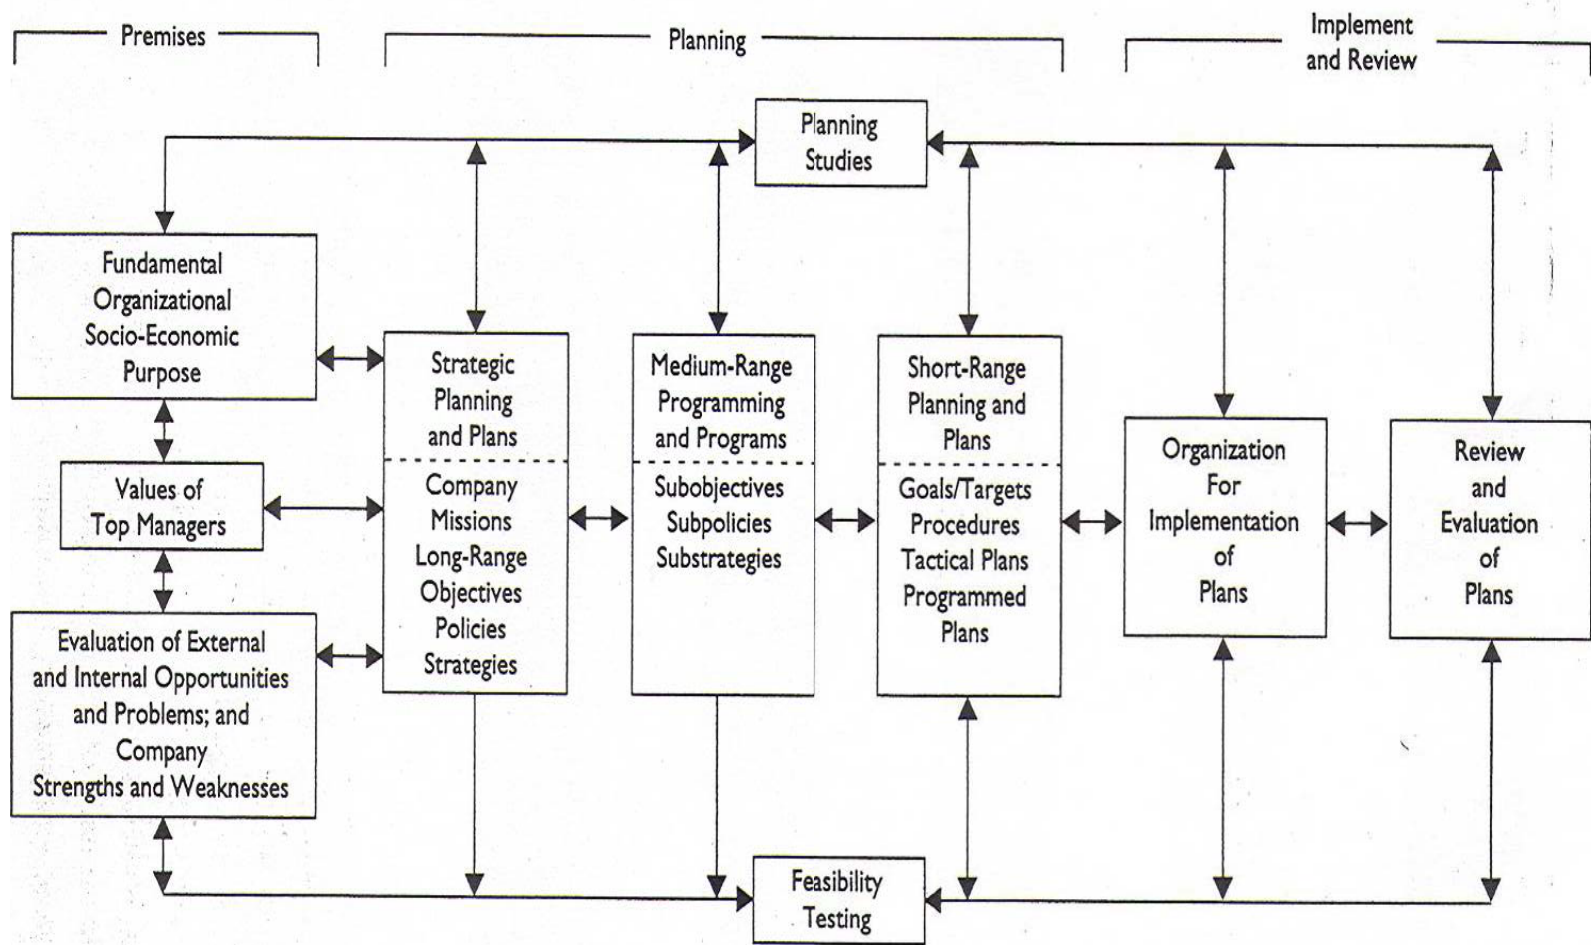 Premises
Planning
Implement
and Review
Planning
Studies
Fundamental
Organizational
Socio-Economic
Purpose
Values of
Top Managers
Evaluation of External
and Internal Opportunities
and Problems; and
Company
Strengths and Weaknesses
Strategic
Planning
and Plans
Company
Missions
Long-Range
Objectives
Policies
Strategies
Medium-Range
Programming
and Programs
Subobjectives
Subpolicies
Substrategies
Short-Range
Planning and
Plans
Goals/Targets
Procedures
Tactical Plans
Programmed
Plans
Organization
For
Implementation
of
Plans
Review
and
Evaluation
of
Plans
Feasibility
Testing